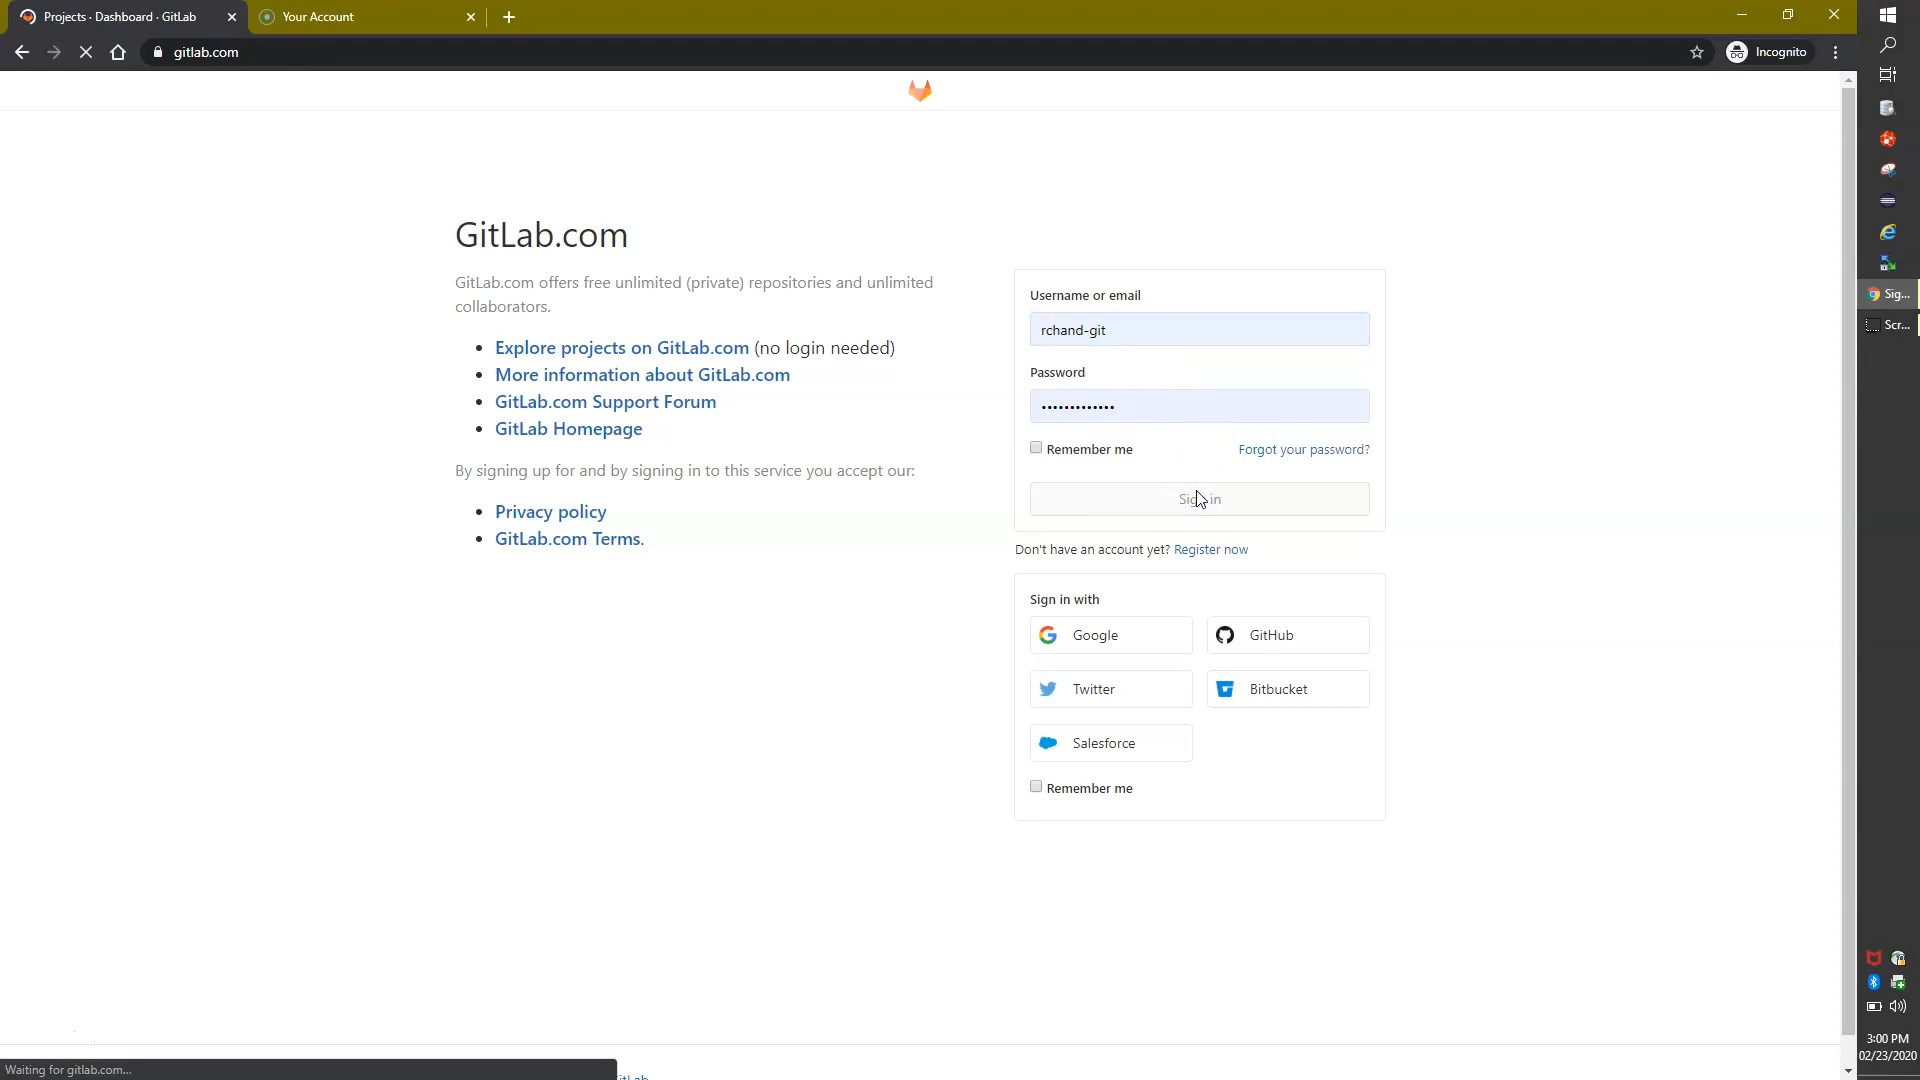 Projects · Dashboard · GitLab
Your Account
gitlab.com
Incognito
GitLab.com
GitLab.com offers free unlimited (private) repositories and unlimited
collaborators.
Explore projects on GitLab.com (no login needed)
More information about GitLab.com
GitLab.com Support Forum
GitLab Homepage
By signing up for and by signing in to this service you accept our:
Privacy policy
GitLab.com Terms.
Username or email
rchand-git
Password
•••••••••••••
Remember me
Forgot your password?
Sign in
Don't have an account yet? Register now
Sign in with
Google
GitHub
Twitter
Bitbucket
Salesforce
Remember me
Sig...
Scr...
3:00 PM
02/23/2020
Waiting for gitlab.com...